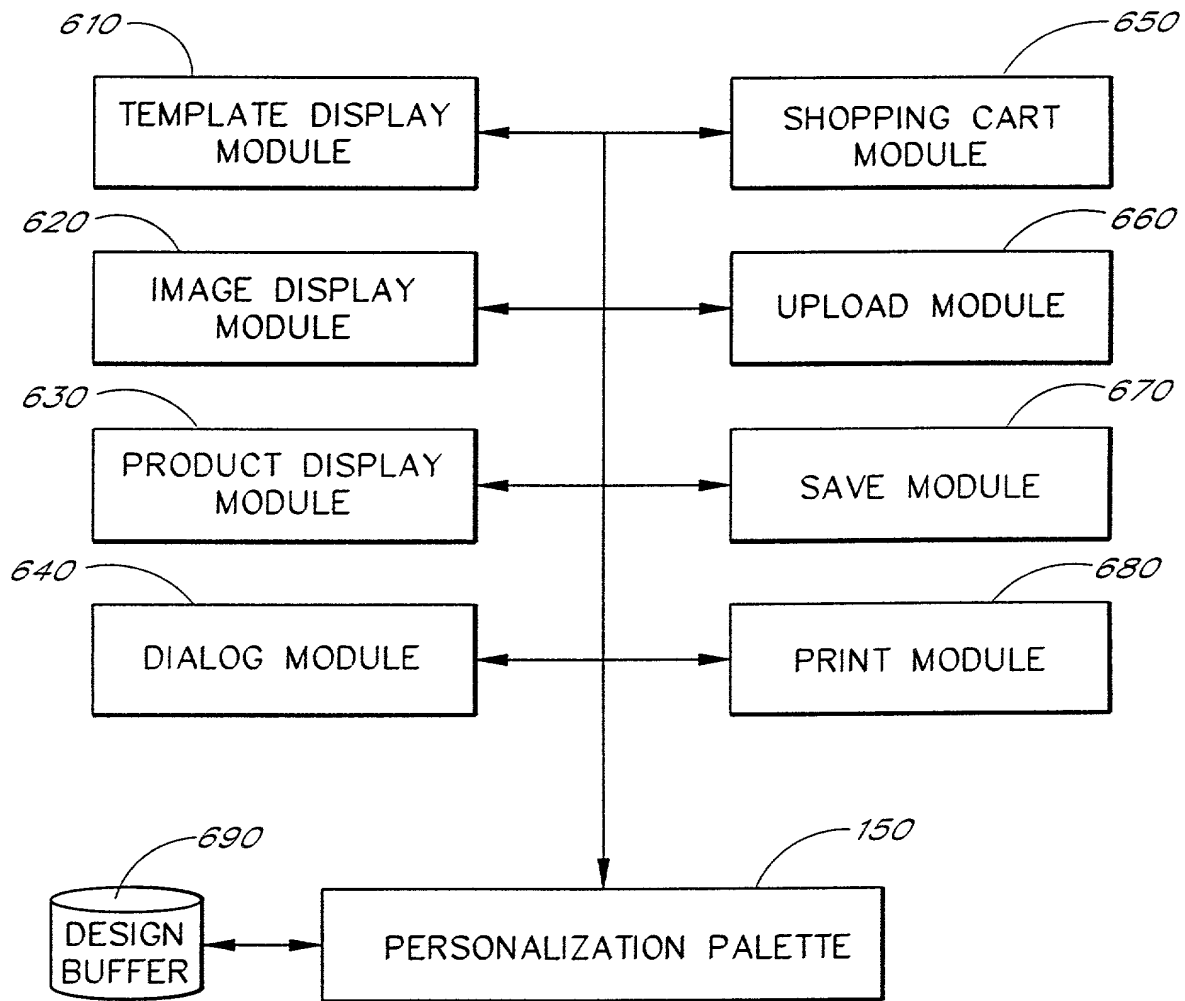 610
TEMPLATE DISPLAY
MODULE
650
SHOPPING CART
MODULE
620
IMAGE DISPLAY
MODULE
660
UPLOAD MODULE
630
PRODUCT DISPLAY
MODULE
670
SAVE MODULE
640
DIALOG MODULE
680
PRINT MODULE
690
DESIGN
BUFFER
150
PERSONALIZATION PALETTE